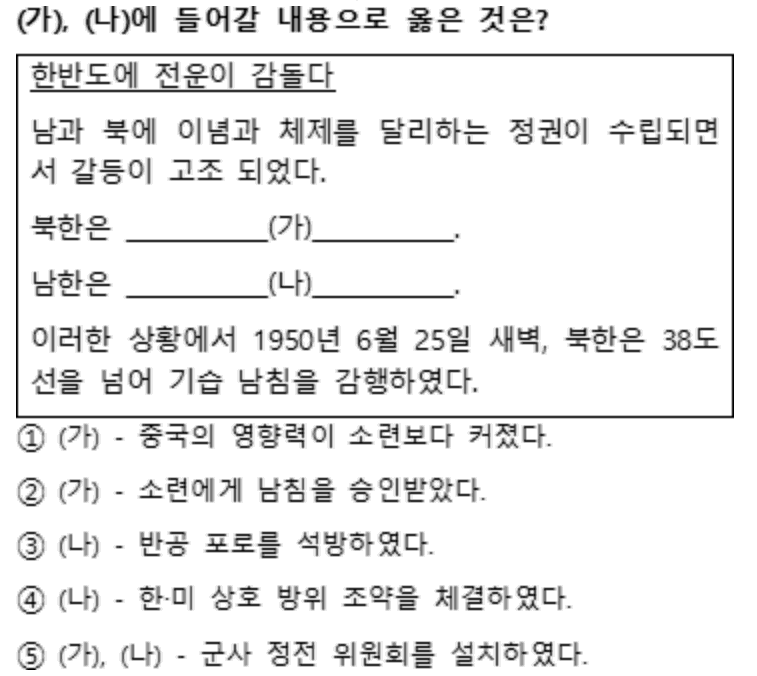 (가), (나)에 들어갈 내용으로 옳은 것은?
한반도에 전운이 감돌다
남과 북에 이념과 체제를 달리하는 정권이 수립되면
서 갈등이 고조 되었다.
북한은 __________(가)__________.
남한은 __________(나)__________.
이러한 상황에서 1950년 6월 25일 새벽, 북한은 38도
선을 넘어 기습 남침을 감행하였다.
① (가) - 중국의 영향력이 소련보다 커졌다.
② (가) - 소련에게 남침을 승인받았다.
③ (나) - 반공 포로를 석방하였다.
④ (나) - 한·미 상호 방위 조약을 체결하였다.
⑤ (가), (나) - 군사 정전 위원회를 설치하였다.